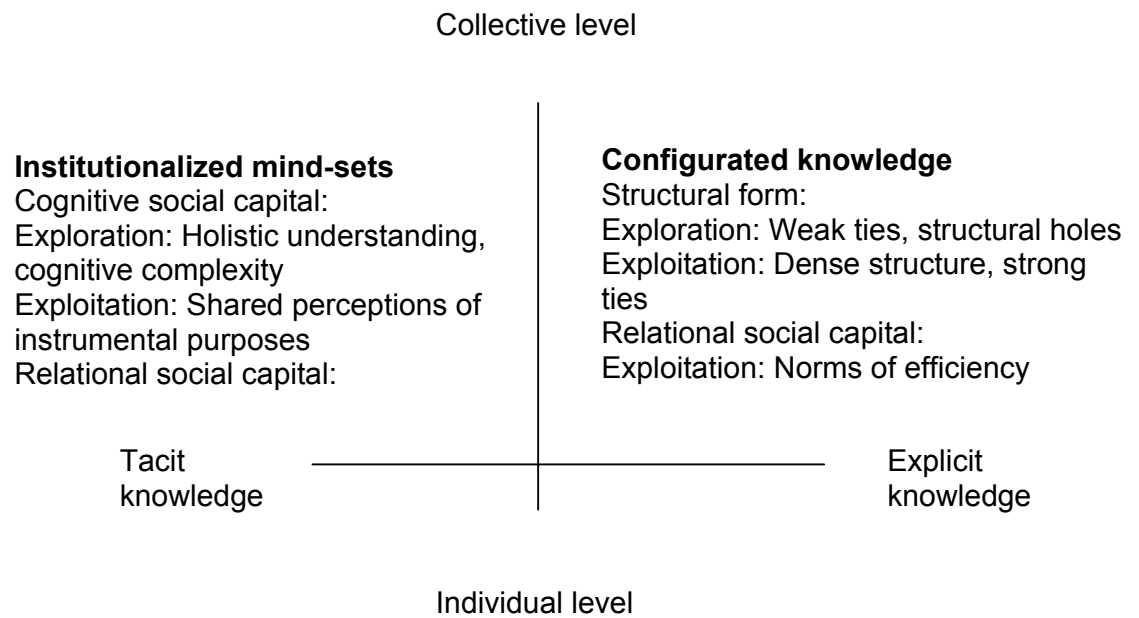 Collective level
Institutionalized mind-sets
Cognitive social capital:
Exploration: Holistic understanding,
cognitive complexity
Exploitation: Shared perceptions of
instrumental purposes
Relational social capital:
Configurated knowledge
Structural form:
Exploration: Weak ties, structural holes
Exploitation: Dense structure, strong
ties
Relational social capital:
Exploitation: Norms of efficiency
Tacit
knowledge
Explicit
knowledge
Individual level